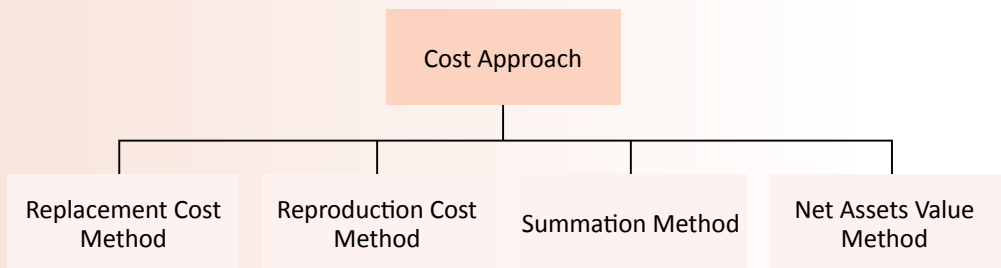 Cost Approach
Replacement Cost
Method
Reproduction Cost
Method
Summation Method
Net Assets Value
Method